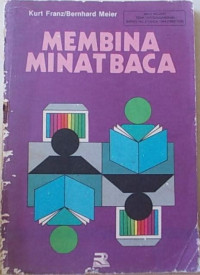 Kurt Franz/Bernhard Meier
MEMBINA
MINAT BACA